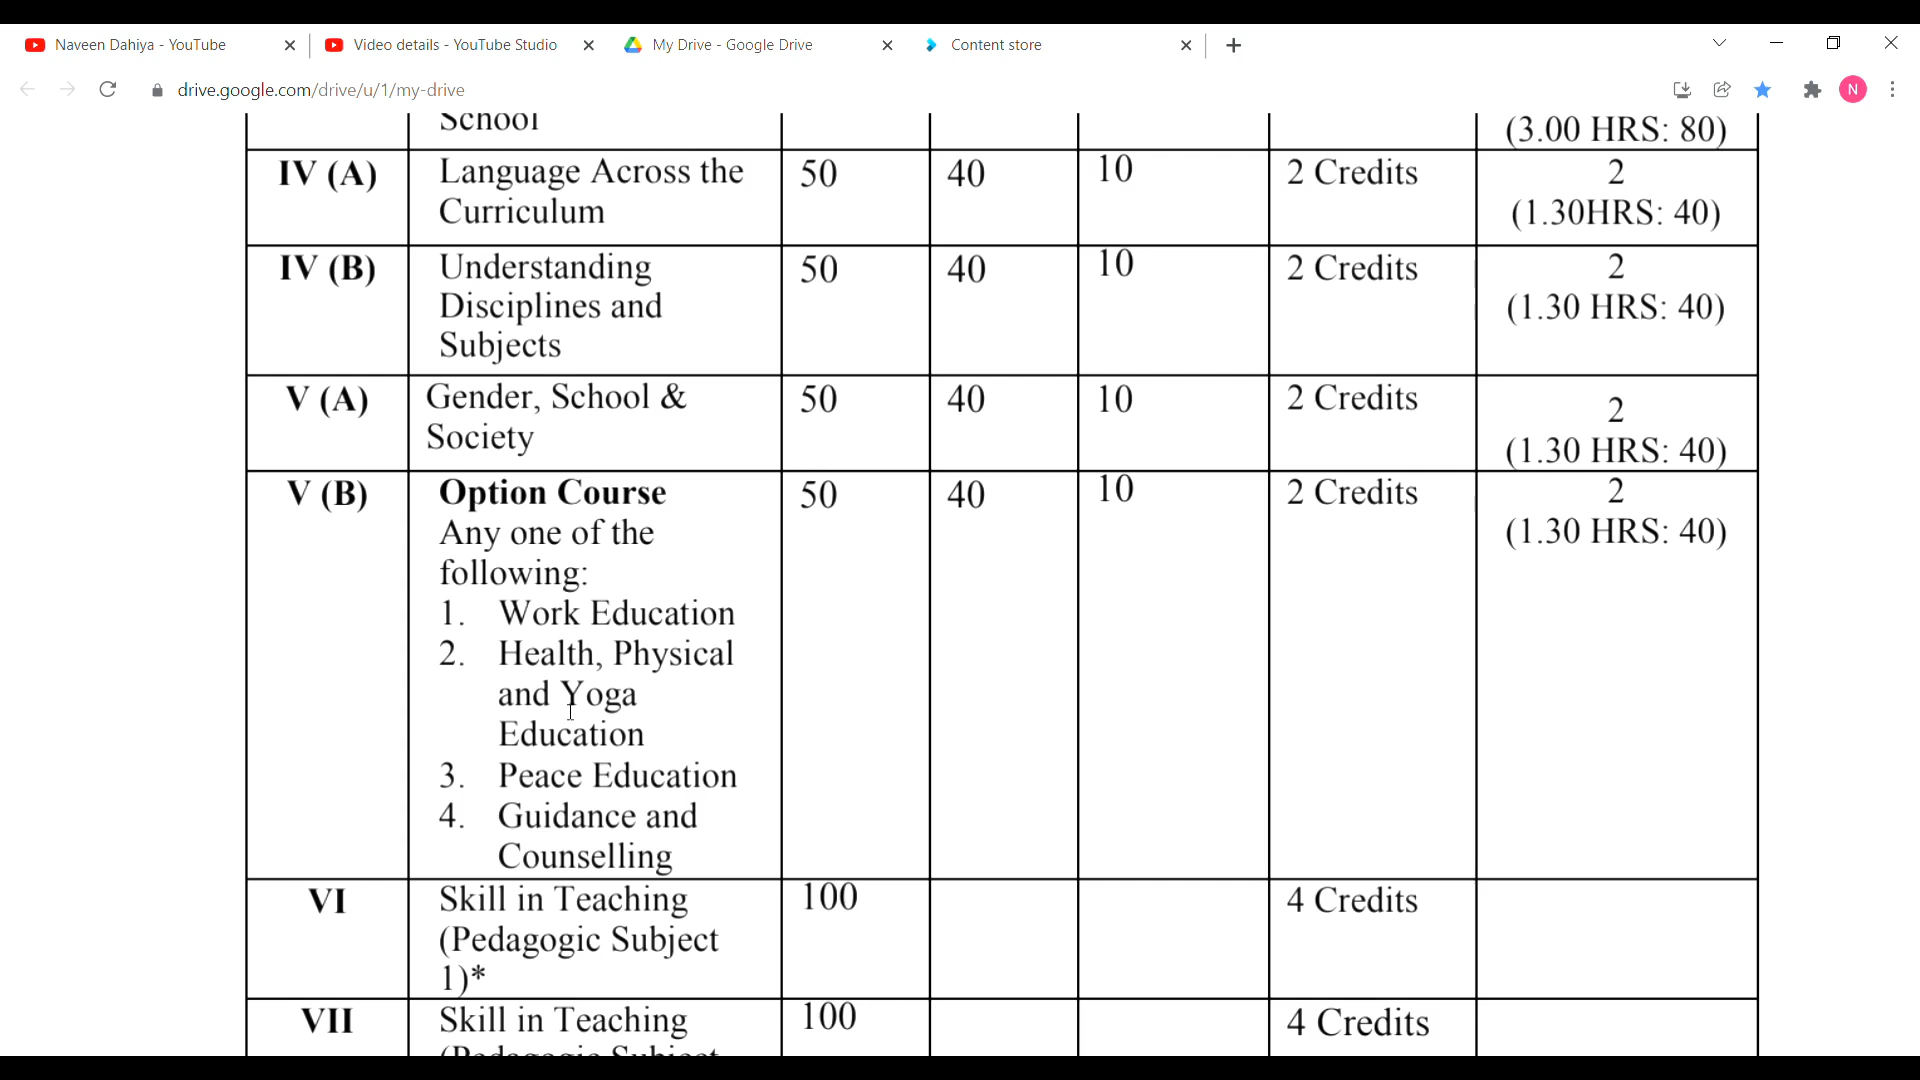 Naveen Dahiya - YouTube
Video details - YouTube Studio
My Drive - Google Drive
Content store
drive.google.com/drive/u/1/my-drive
N
School
(3.00 HRS: 80)
IV (A) Language Across the 50 40 10 2 Credits 2
Curriculum (1.30HRS: 40)
IV (B) Understanding 50 40 10 2 Credits 2
Disciplines and (1.30 HRS: 40)
Subjects
V (A) Gender, School & 50 40 10 2 Credits 2
Society (1.30 HRS: 40)
V (B) Option Course 50 40 10 2 Credits 2
Any one of the (1.30 HRS: 40)
following:
1. Work Education
2. Health, Physical
and Yoga
Education
3. Peace Education
4. Guidance and
Counselling
VI Skill in Teaching 100 4 Credits
(Pedagogic Subject
1)*
VII Skill in Teaching 100 4 Credits
(Pedagogic Subject